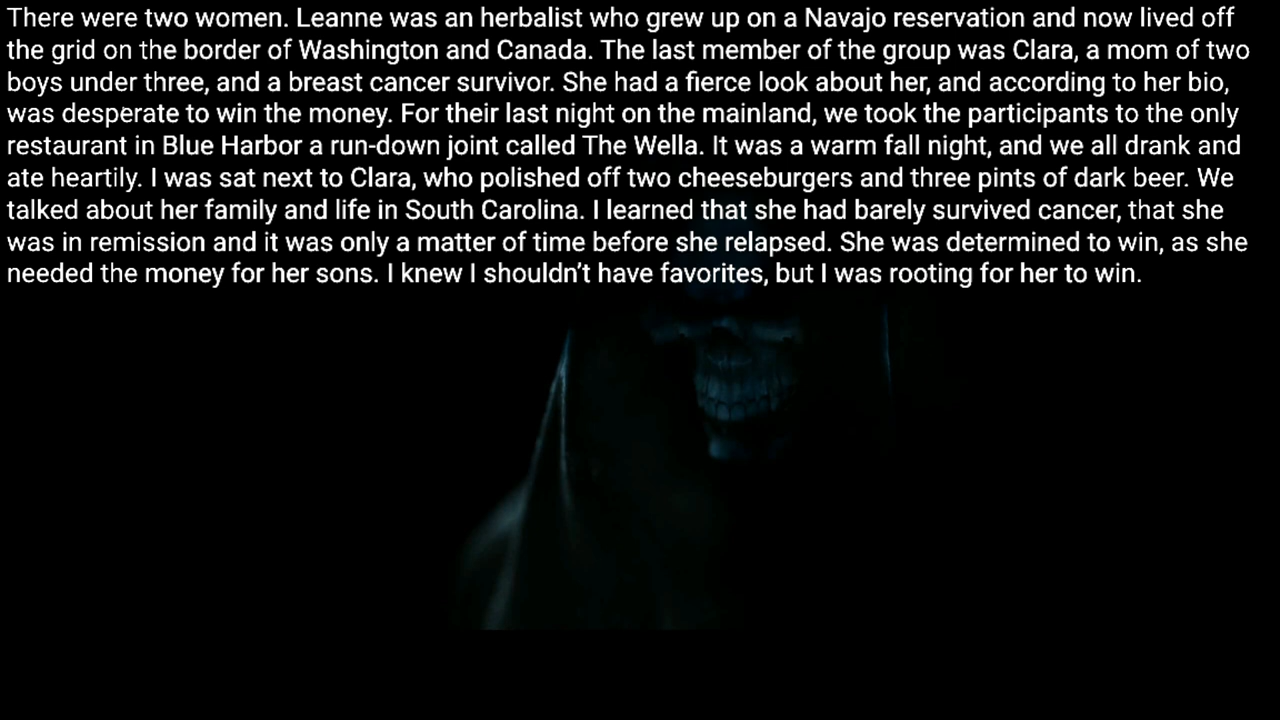 There were two women. Leanne was an herbalist who grew up on a Navajo reservation and now lived off
the grid on the border of Washington and Canada. The last member of the group was Clara, a mom of two
boys under three, and a breast cancer survivor. She had a fierce look about her, and according to her bio,
was desperate to win the money. For their last night on the mainland, we took the participants to the only
restaurant in Blue Harbor a run-down joint called The Wella. It was a warm fall night, and we all drank and
ate heartily. I was sat next to Clara, who polished off two cheeseburgers and three pints of dark beer. We
talked about her family and life in South Carolina. I learned that she had barely survived cancer, that she
was in remission and it was only a matter of time before she relapsed. She was determined to win, as she
needed the money for her sons. I knew I shouldn’t have favorites, but I was rooting for her to win.